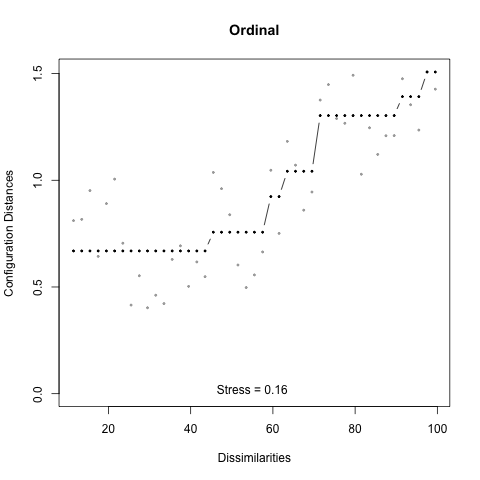 Ordinal
Configuration Distances
1.5
1.0
0.5
0.0
Stress = 0.16
20 40 60 80 100
Dissimilarities